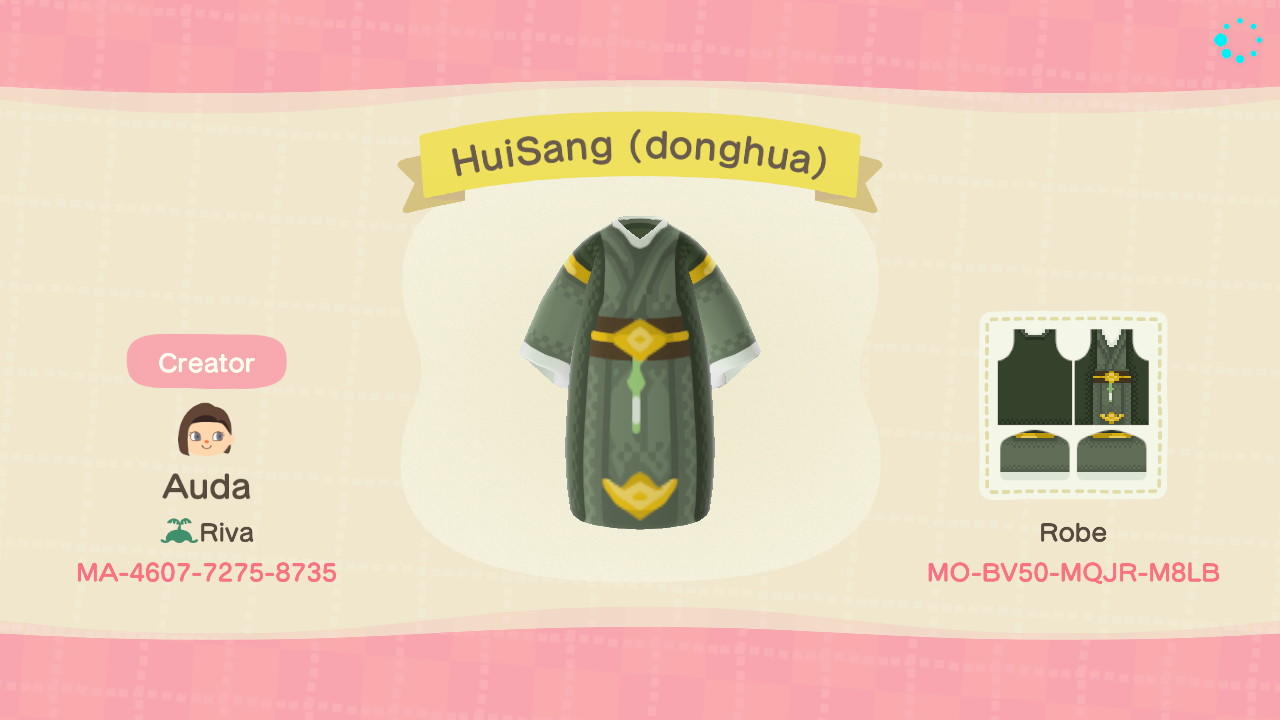 HuiSang (donghua)
Creator
Auda
Riva
MA-4607-7275-8735
Robe
MO-BV50-MQJR-M8LB